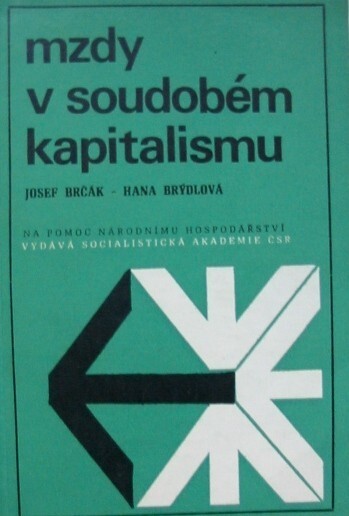 mzdy
v soudobém
kapitalismu
JOSEF BRČÁK - HANA BRÝDLOVÁ
NA POMOC NÁRODNÍMU HOSPODÁŘSTVÍ
VYDÁVÁ SOCIALISTICKÁ AKADEMIE ČSR